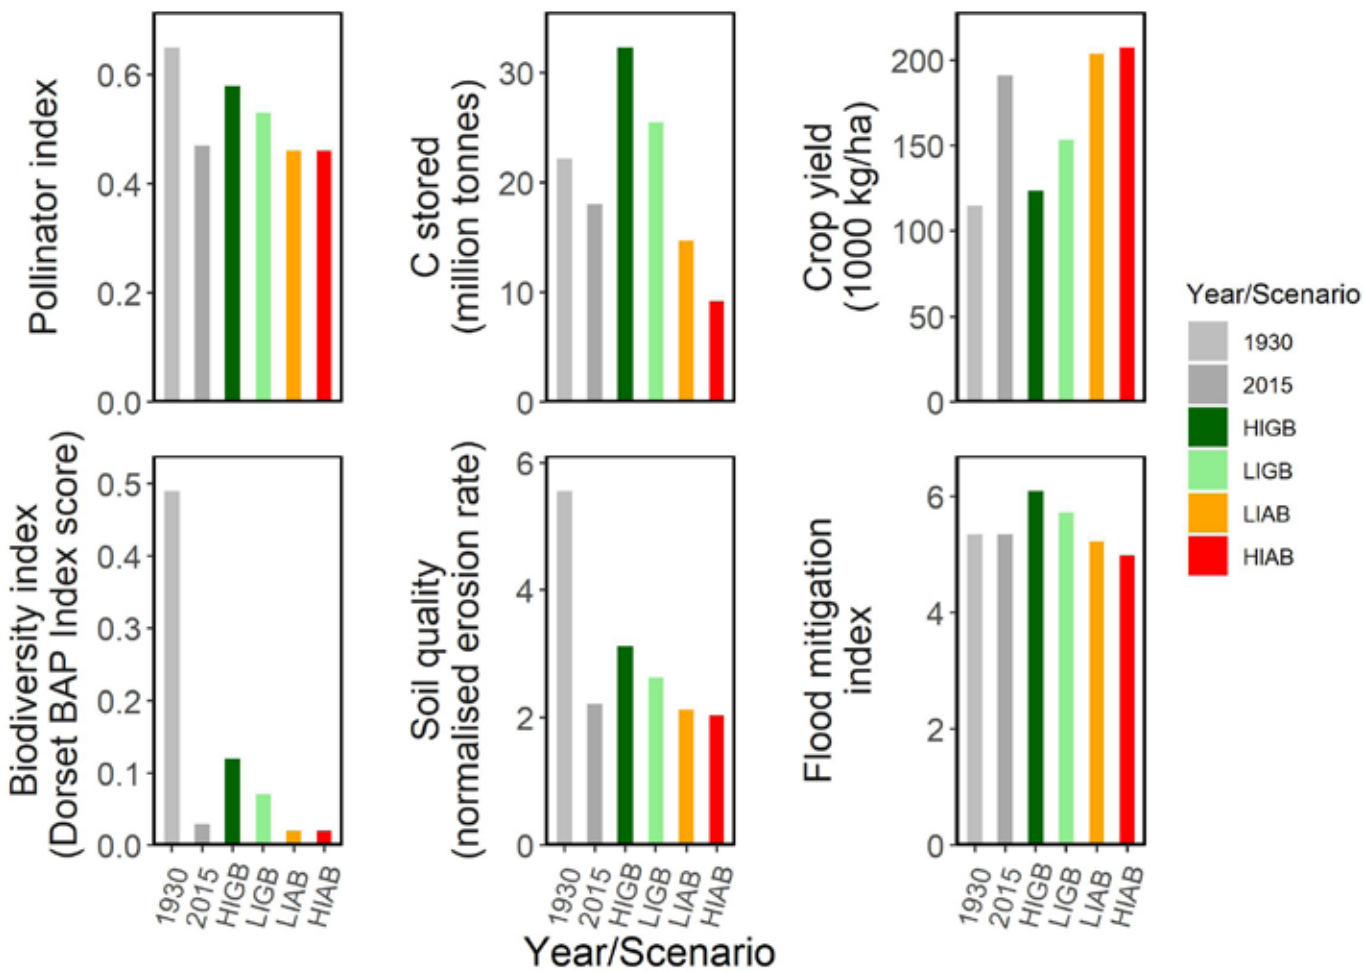 Pollinator index
0.6
0.4
0.2
0.0
C stored
(million tonnes)
30
20
10
0
Crop yield
(1000 kg/ha)
200
150
100
50
0
Year/Scenario
1930
2015
HIGB
LIGB
LIAB
HIAB
Biodiversity index
(Dorset BAP Index score)
0.5
0.4
0.3
0.2
0.1
0.0
1930
2015
HIGB
LIGB
LIAB
HIAB
Soil quality
(normalised erosion rate)
6
4
2
0
1930
2015
HIGB
LIGB
LIAB
HIAB
Flood mitigation
index
6
4
2
0
1930
2015
HIGB
LIGB
LIAB
HIAB
Year/Scenario